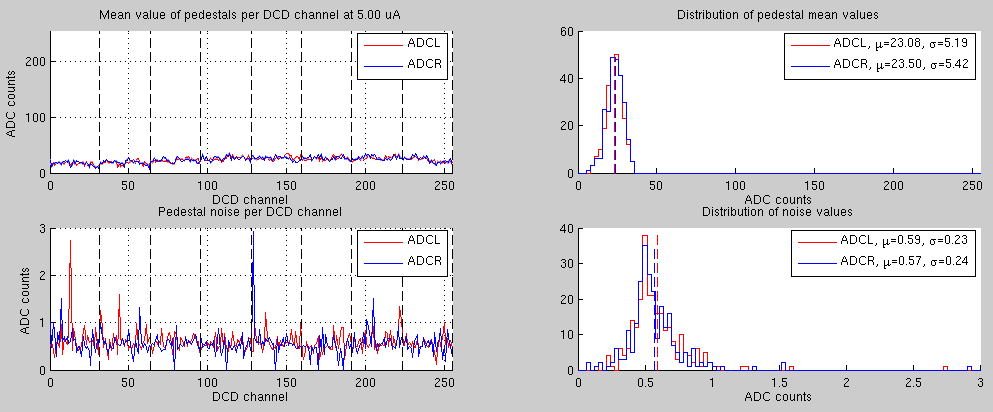 Mean value of pedestals per DCD channel at 5.00 uA
ADC counts
200
100
0
ADCL
ADCR
0 50 100 150 200 250
DCD channel
Distribution of pedestal mean values
60
40
20
0
ADCL, μ=23.08, σ=5.19
ADCR, μ=23.50, σ=5.42
0 50 100 150 200 250
ADC counts
Pedestal noise per DCD channel
ADC counts
3
2
1
0
ADCL
ADCR
0 50 100 150 200 250
DCD channel
Distribution of noise values
40
30
20
10
0
ADCL, μ=0.59, σ=0.23
ADCR, μ=0.57, σ=0.24
0 0.5 1 1.5 2 2.5 3
ADC counts